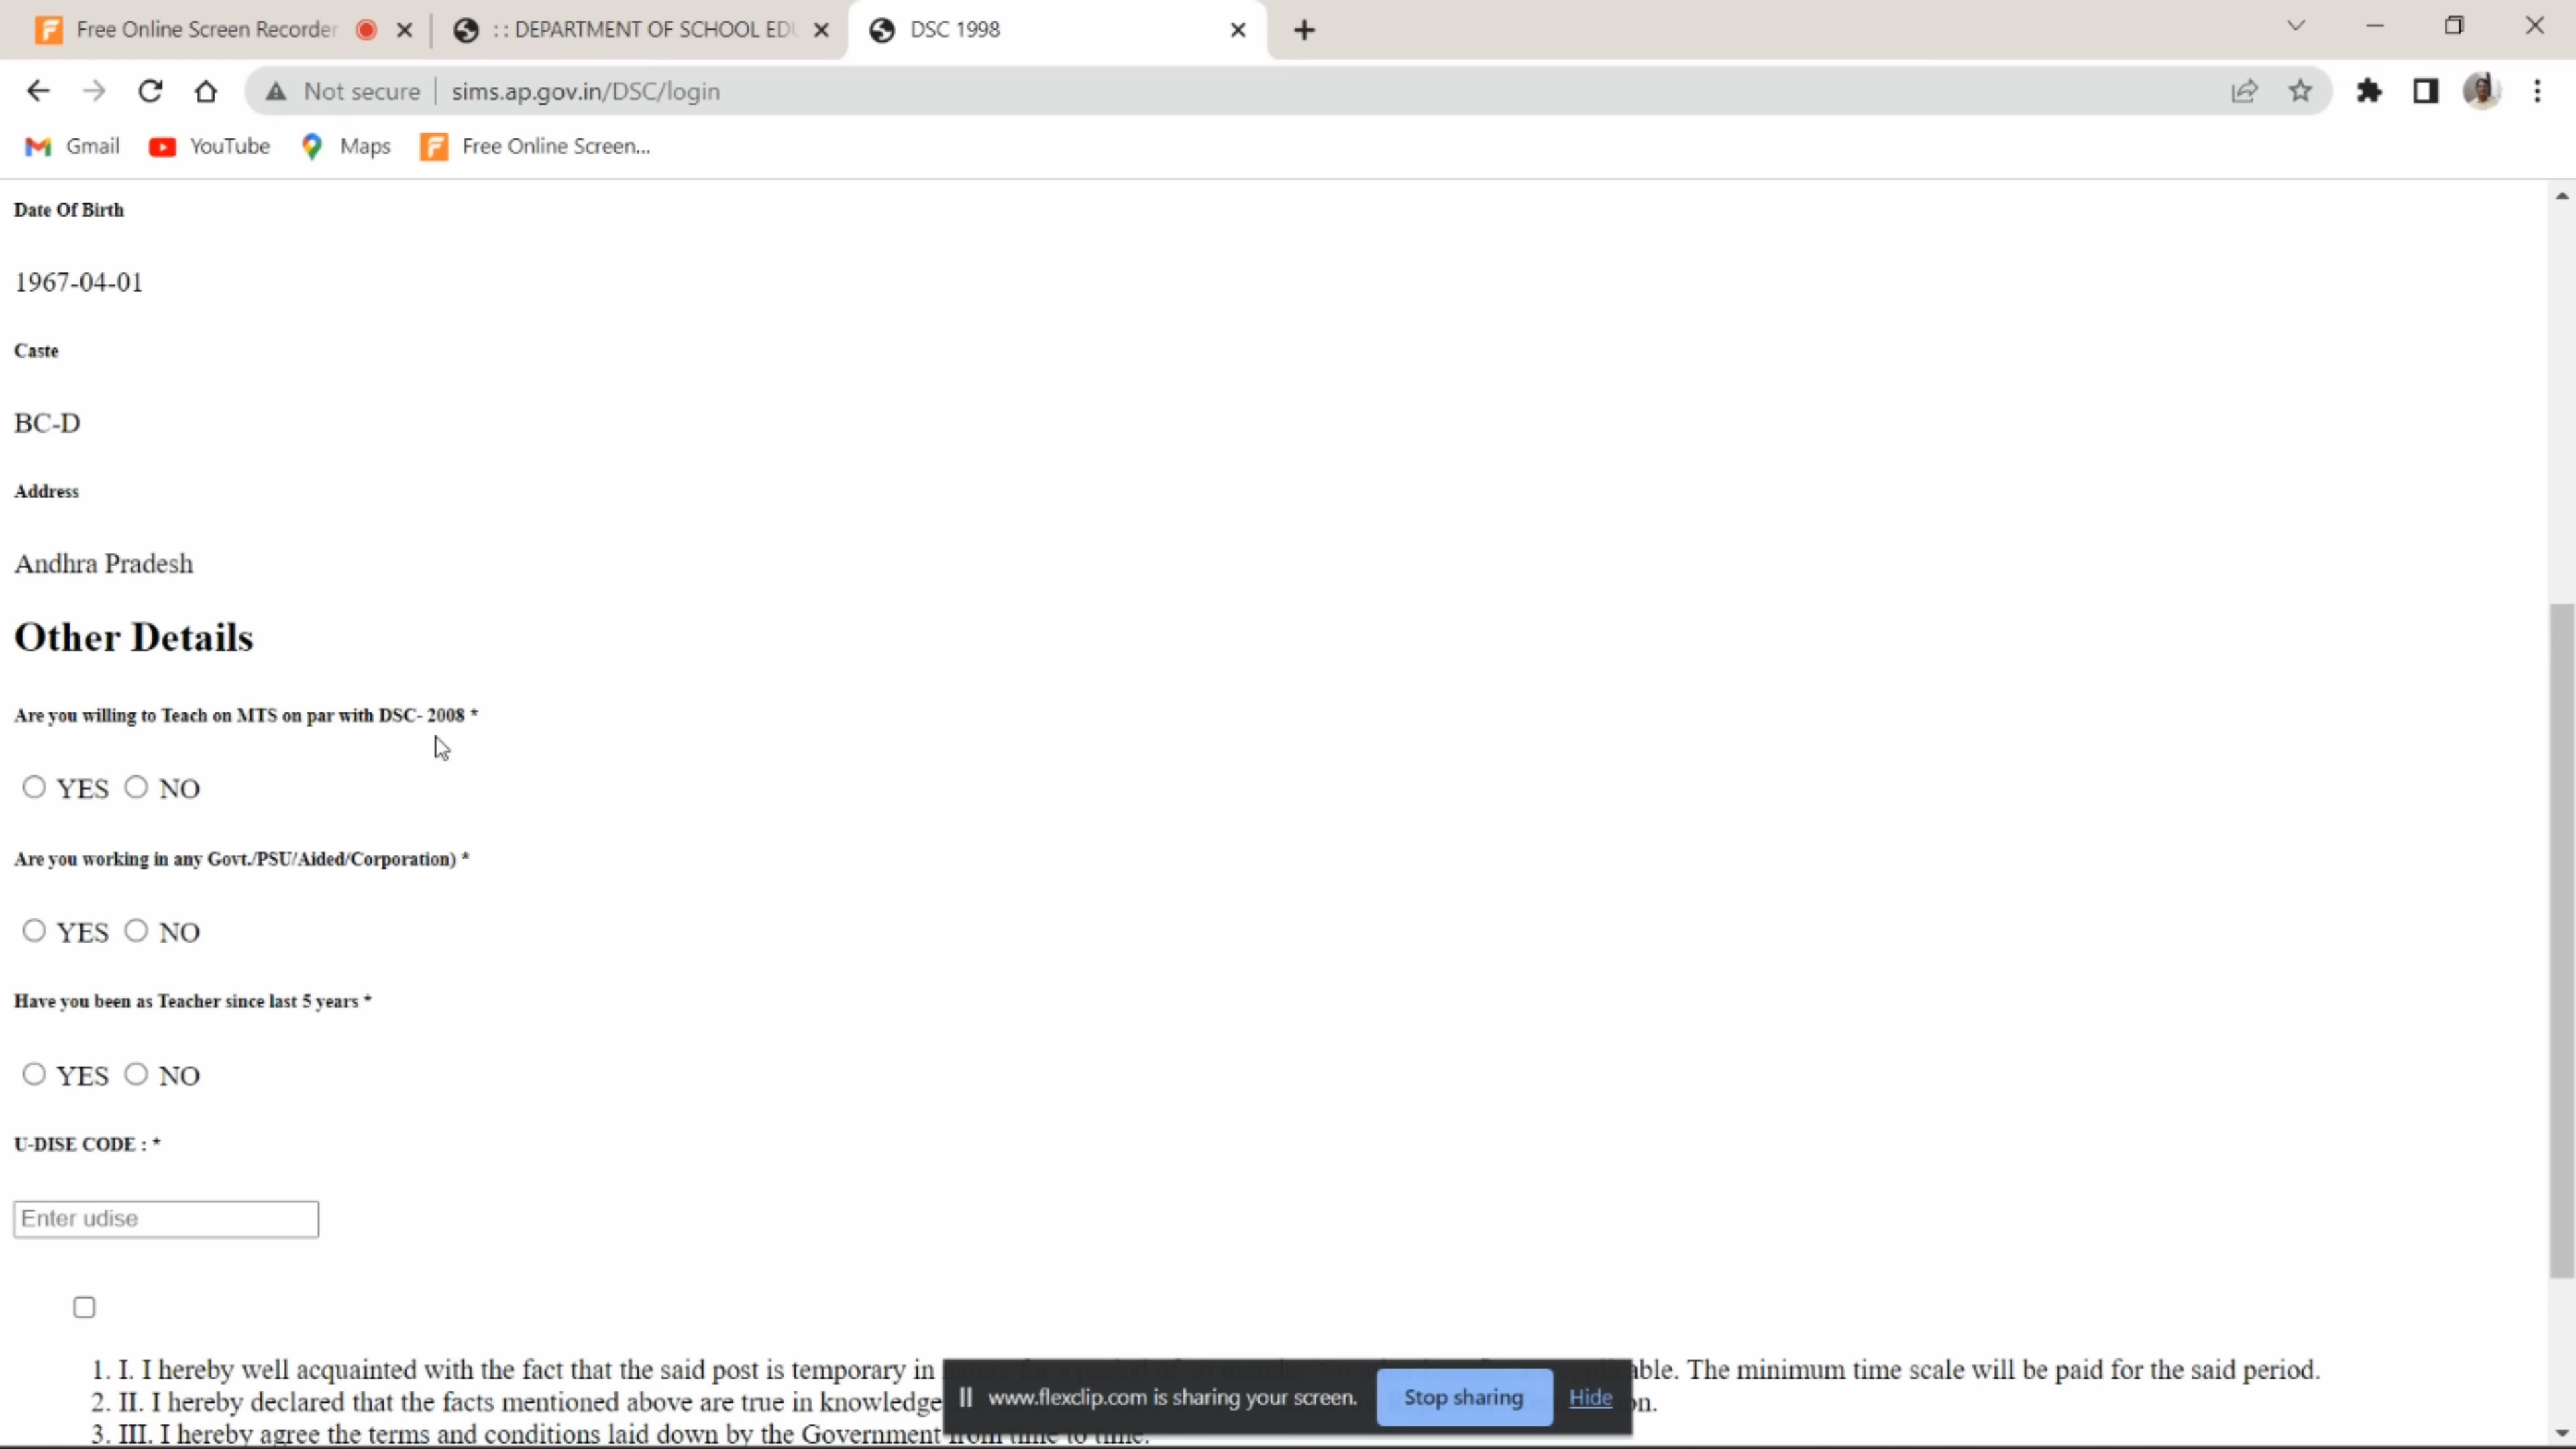 Free Online Screen Recorder
: : DEPARTMENT OF SCHOOL EDU
DSC 1998
Not secure
sims.ap.gov.in/DSC/login
Gmail
YouTube
Maps
Free Online Screen...
Date Of Birth
1967-04-01
Caste
BC-D
Address
Andhra Pradesh
Other Details
Are you willing to Teach on MTS on par with DSC- 2008 *
YES NO
Are you working in any Govt./PSU/Aided/Corporation) *
YES NO
Have you been as Teacher since last 5 years *
YES NO
U-DISE CODE : *
Enter udise
1. I. I hereby well acquainted with the fact that the said post is temporary in able. The minimum time scale will be paid for the said period.
2. II. I hereby declared that the facts mentioned above are true in knowledge on.
3. III. I hereby agree the terms and conditions laid down by the Government from time to time.
www.flexclip.com is sharing your screen.
Stop sharing
Hide